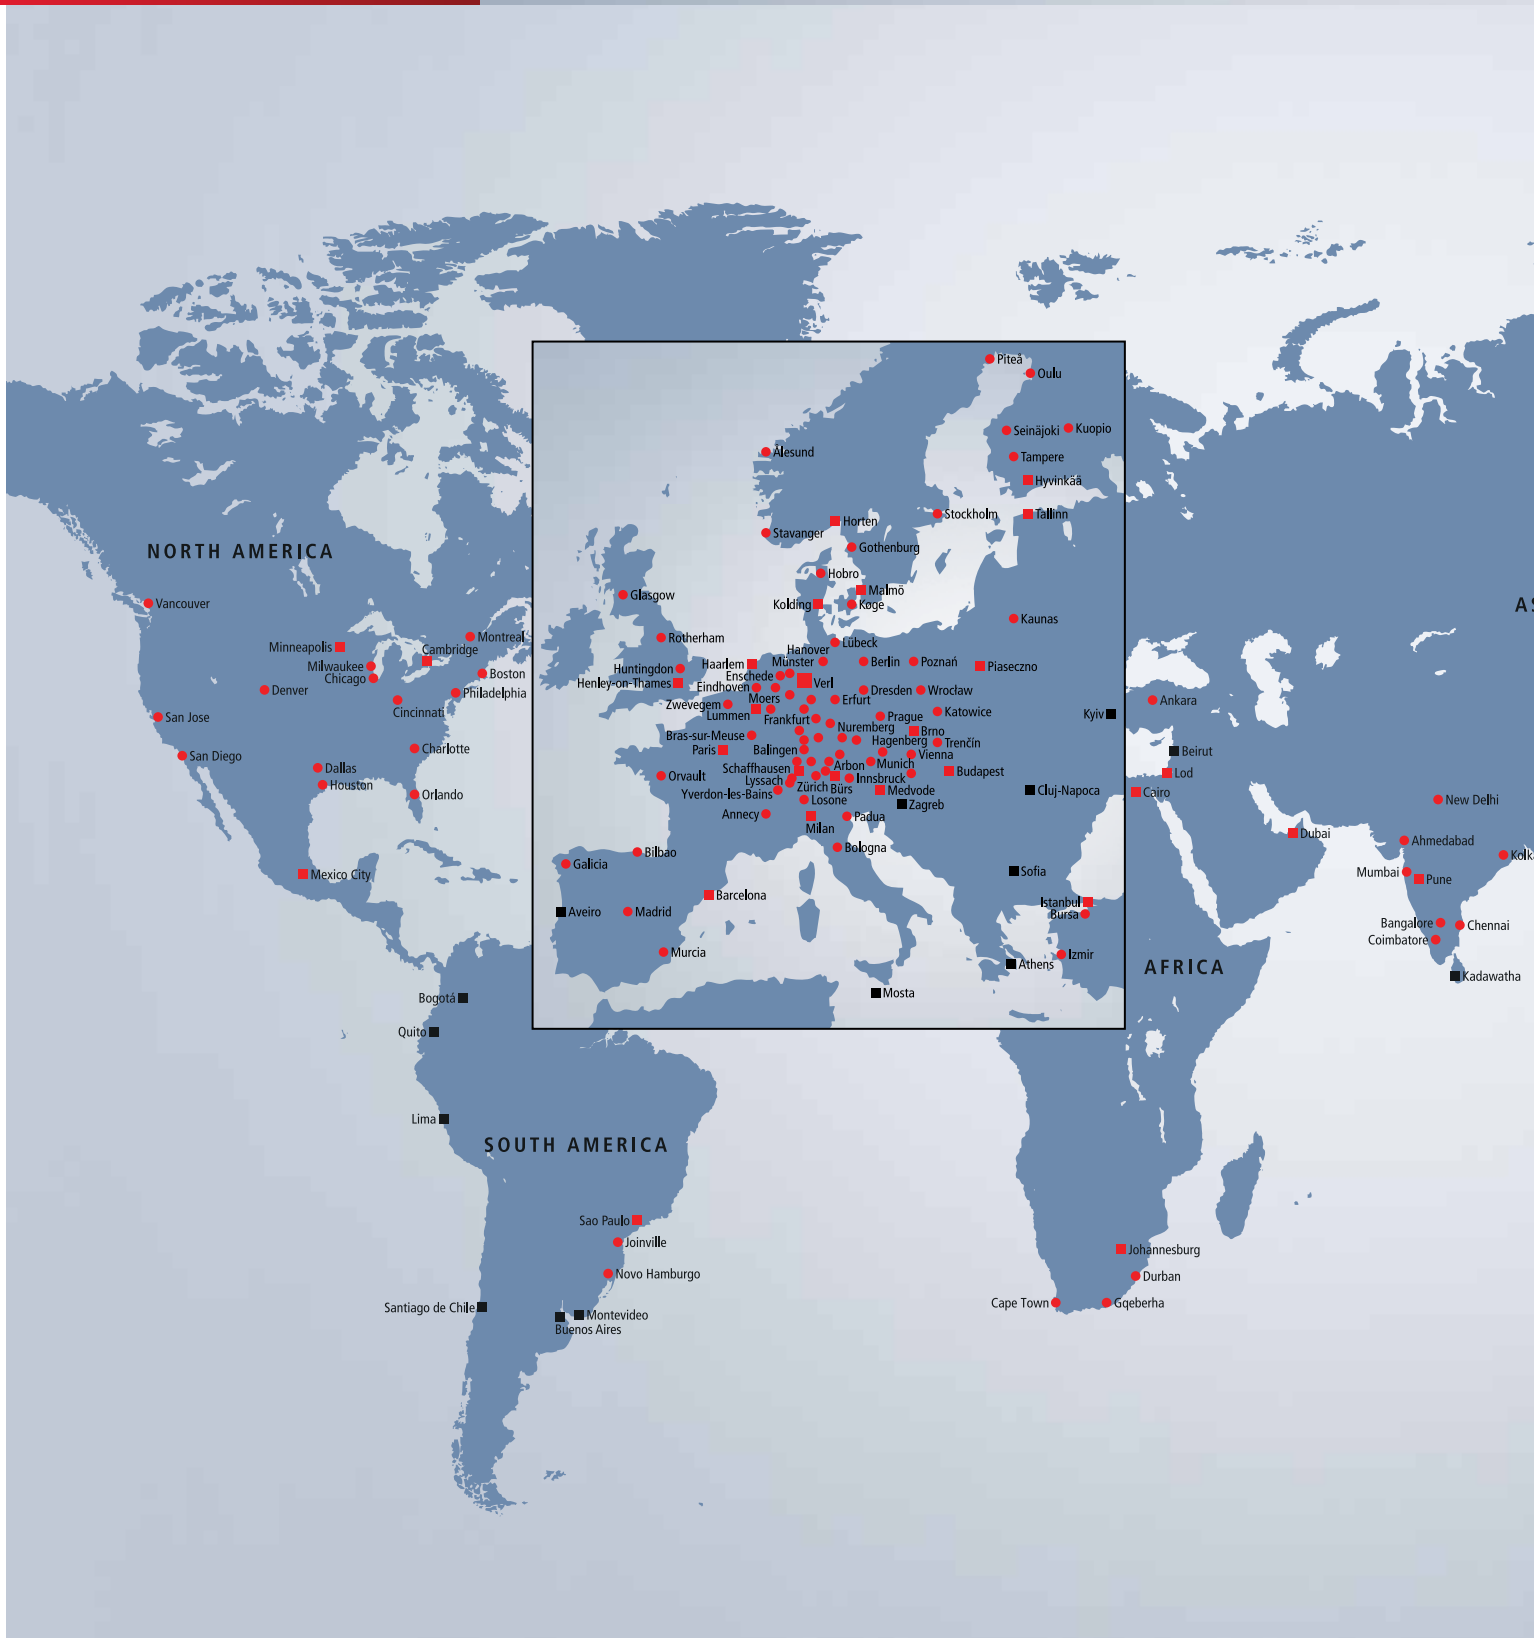 Piteå
Oulu
Seinäjoki
Kuopio
Ålesund
Tampere
Hyvinkää
Horten
Stockholm
Tallinn
Stavanger
Gothenburg
NORTH AMERICA
Hobro
Malmö
Glasgow
Vancouver
Kolding
Køge
Kaunas
Montreal
Rotherham
Lübeck
Minneapolis
Cambridge
Hanover
Milwaukee
Haarlem
Münster
Berlin
Poznań
Piaseczno
Huntingdon
Enschede
Chicago
Boston
Henley-on-Thames
Eindhoven
Verl
Denver
Philadelphia
Moers
Erfurt
Dresden
Wrocław
Ankara
Cincinnati
Zwevegem
Lummen
San Jose
Frankfurt
Prague
Katowice
Kyiv
Nuremberg
Brno
Bras-sur-Meuse
Hagenberg
Trenčín
Charlotte
Paris
Balingen
Vienna
Beirut
San Diego
Dallas
Schaffhausen
Arbon
Munich
Budapest
Lod
Houston
Orvault
Lyssach
Innsbruck
Zürich
Bürs
Medvode
Cluj-Napoca
Cairo
Orlando
Yverdon-les-Bains
Losone
Zagreb
New Delhi
Annecy
Milan
Padua
Dubai
Bilbao
Bologna
Ahmedabad
Galicia
Mexico City
Sofia
Mumbai
Pune
Barcelona
Istanbul
Aveiro
Madrid
Bursa
Bangalore
Chennai
Coimbatore
Murcia
Izmir
Athens
AFRICA
Kadawatha
Bogotá
Mosta
Quito
Lima
SOUTH AMERICA
Sao Paulo
Joinville
Johannesburg
Novo Hamburgo
Durban
Santiago de Chile
Cape Town
Gqeberha
Montevideo
Buenos Aires